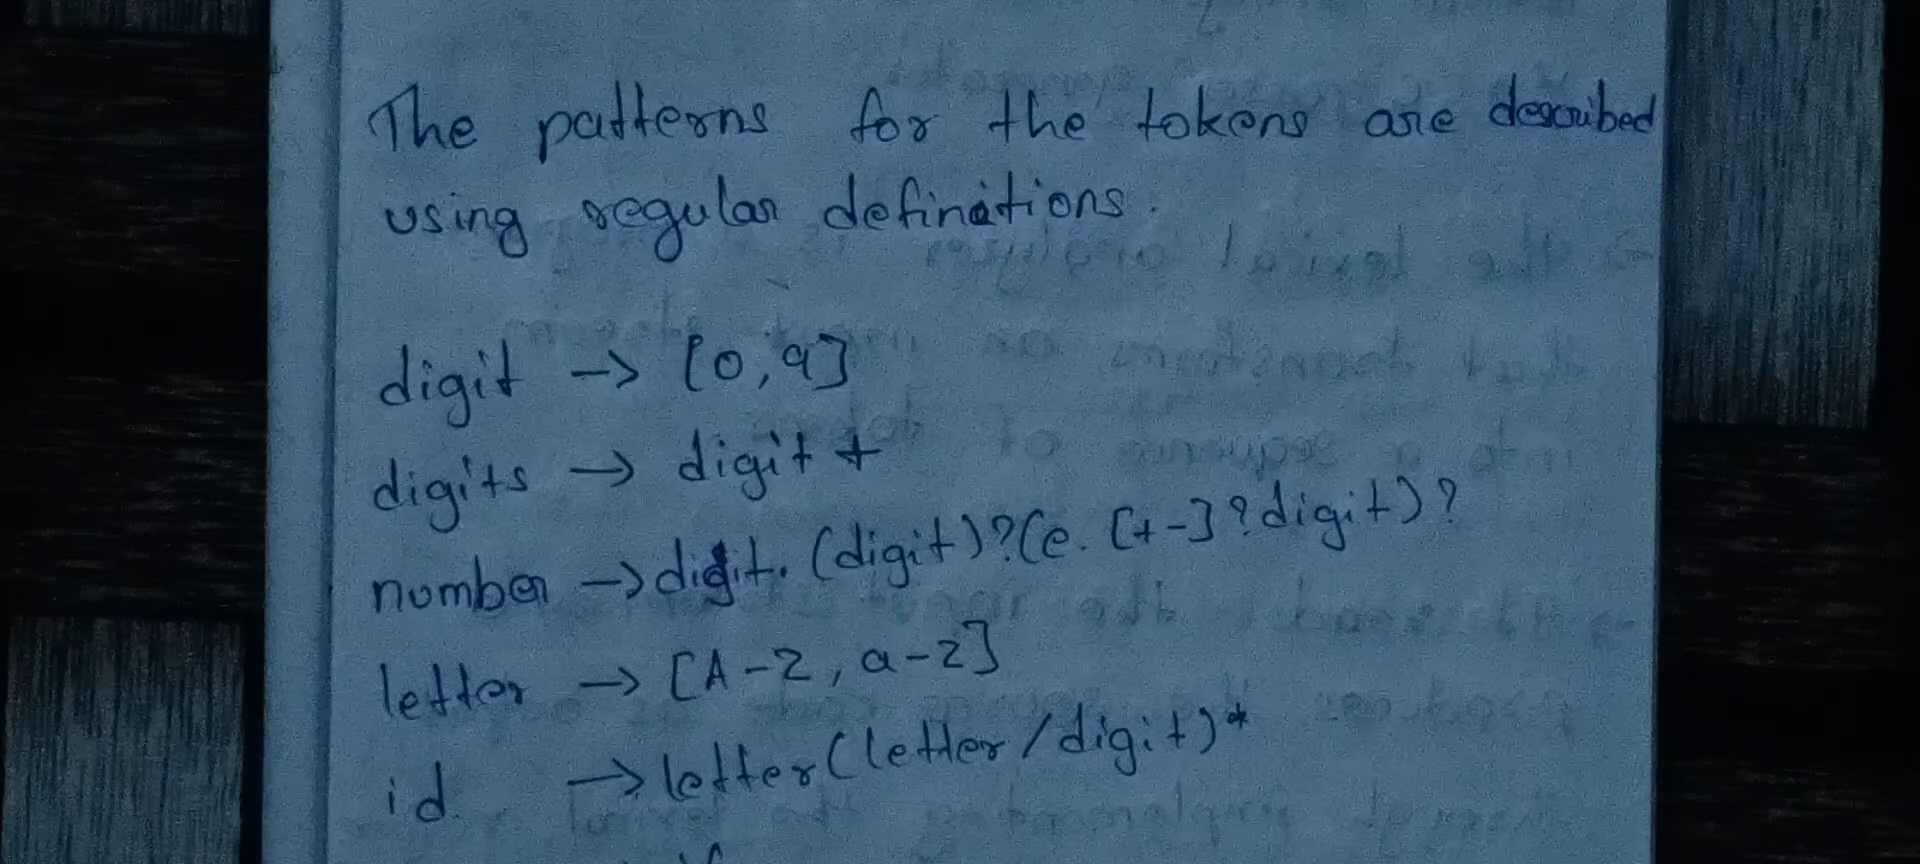 The patterns for the tokens are described
using regular definitions.
digit → [0,9]
digits → digit +
number → digit. (digit)?(e. [+-]?digit)?
letter → [A-Z, a-z]
id → letter(letter/digit)*